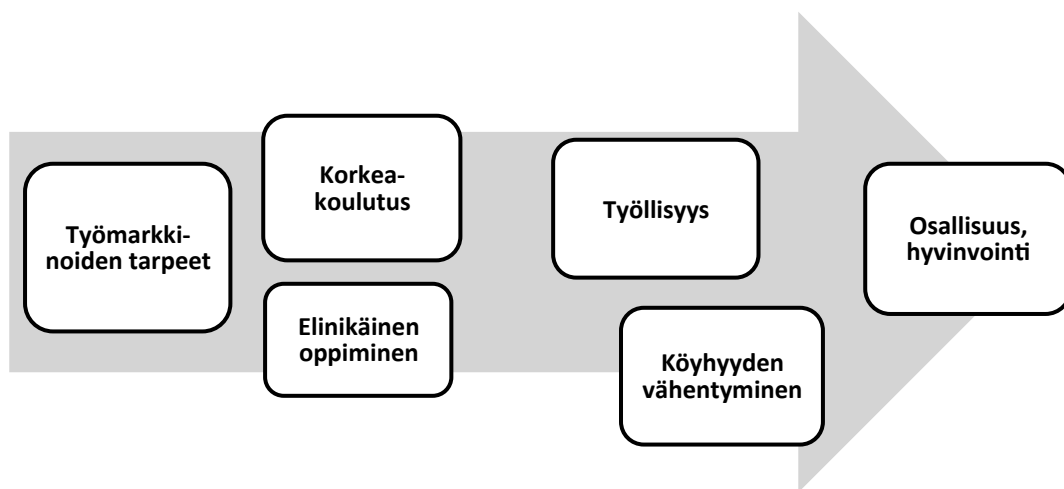 Työmarkki-
noiden tarpeet
Korkea-
koulutus
Elinikäinen
oppiminen
Työllisyys
Köyhyyden
vähentyminen
Osallisuus,
hyvinvointi